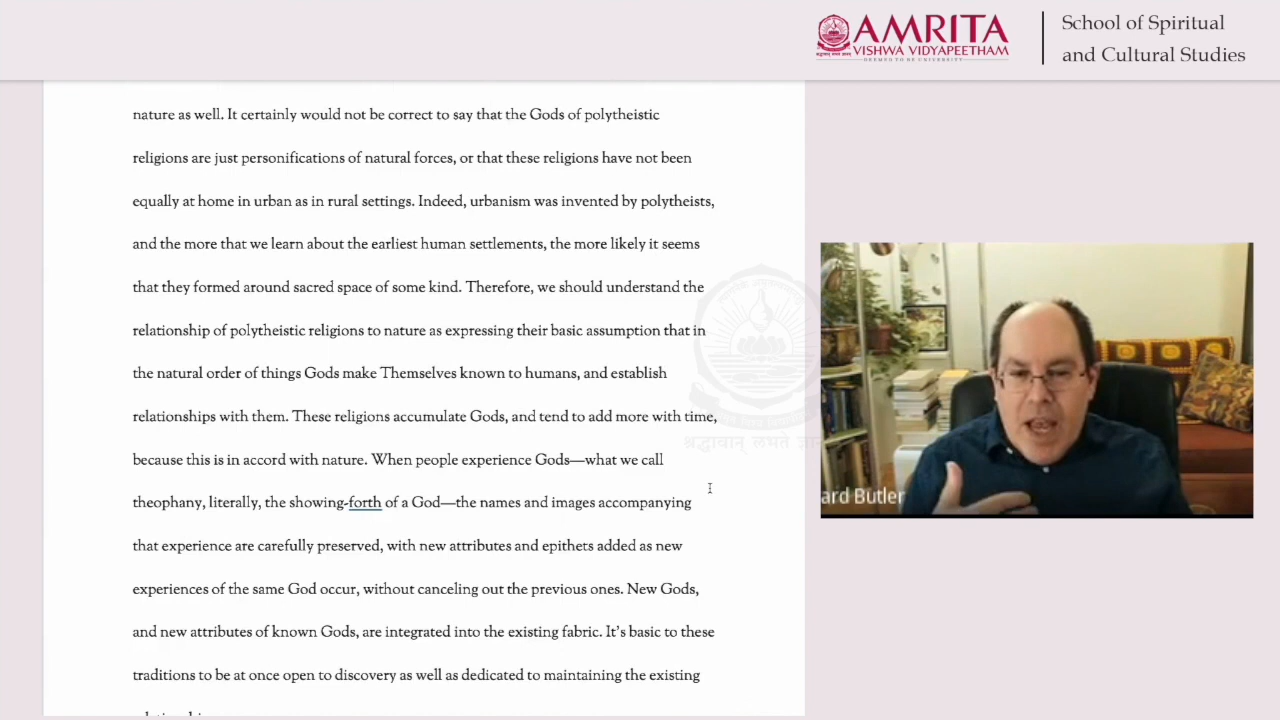 AMRITA
VISHWA VIDYAPEETHAM
DEEMED TO BE UNIVERSITY
School of Spiritual
and Cultural Studies
nature as well. It certainly would not be correct to say that the Gods of polytheistic
religions are just personifications of natural forces, or that these religions have not been
equally at home in urban as in rural settings. Indeed, urbanism was invented by polytheists,
and the more that we learn about the earliest human settlements, the more likely it seems
that they formed around sacred space of some kind. Therefore, we should understand the
relationship of polytheistic religions to nature as expressing their basic assumption that in
the natural order of things Gods make Themselves known to humans, and establish
relationships with them. These religions accumulate Gods, and tend to add more with time,
because this is in accord with nature. When people experience Gods—what we call
theophany, literally, the showing-forth of a God—the names and images accompanying
that experience are carefully preserved, with new attributes and epithets added as new
experiences of the same God occur, without canceling out the previous ones. New Gods,
and new attributes of known Gods, are integrated into the existing fabric. It's basic to these
traditions to be at once open to discovery as well as dedicated to maintaining the existing
श्रद्धावान् लभते ज्ञा
ard Butler